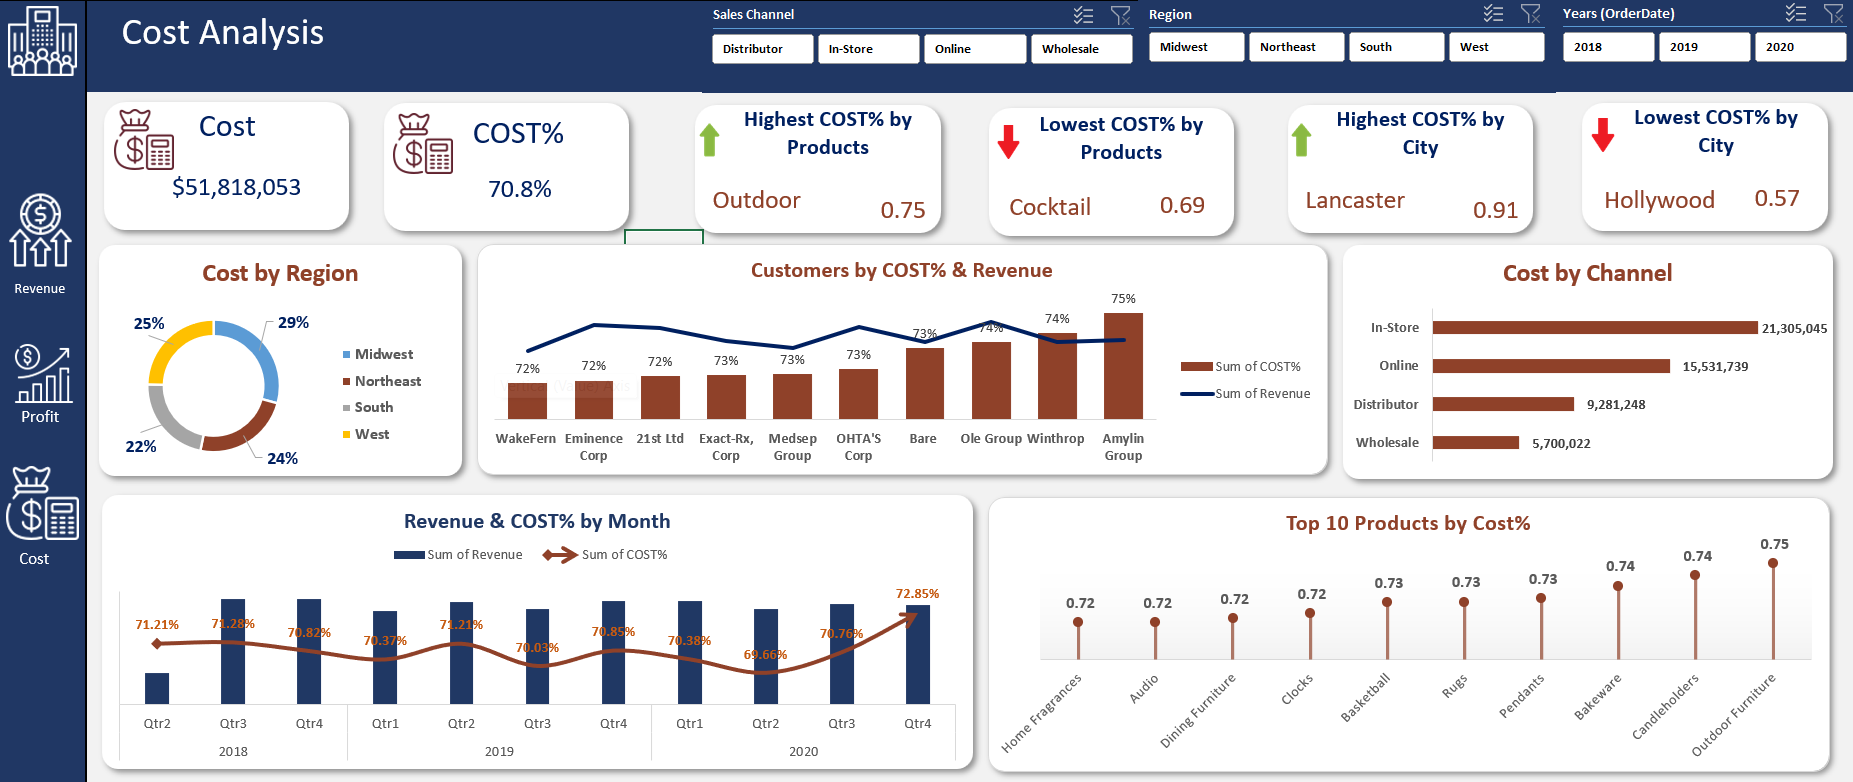 Cost Analysis
Sales Channel
Distributor
In-Store
Online
Wholesale
Region
Midwest
Northeast
South
West
Years (OrderDate)
2018
2019
2020
Revenue
Profit
Cost
Cost
$51,818,053
COST%
70.8%
Highest COST% by
Products
Outdoor
0.75
Lowest COST% by
Products
Cocktail
0.69
Highest COST% by
City
Lancaster
0.91
Lowest COST% by
City
Hollywood
0.57
Cost by Region
25%
29%
22%
24%
Midwest
Northeast
South
West
Customers by COST% & Revenue
72%
72%
72%
73%
73%
73%
73%
74%
74%
75%
WakeFern
Eminence
Corp
21st Ltd
Exact-Rx,
Corp
Medsep
Group
OHTA'S
Corp
Bare
Ole Group
Winthrop
Amylin
Group
Sum of COST%
Sum of Revenue
Cost by Channel
In-Store
21,305,045
Online
15,531,739
Distributor
9,281,248
Wholesale
5,700,022
Revenue & COST% by Month
Sum of Revenue
Sum of COST%
71.21%
71.28%
70.82%
70.37%
71.21%
70.03%
70.85%
70.38%
69.66%
70.76%
72.85%
Qtr2
Qtr3
Qtr4
Qtr1
Qtr2
Qtr3
Qtr4
Qtr1
Qtr2
Qtr3
Qtr4
2018
2019
2020
Top 10 Products by Cost%
0.72
0.72
0.72
0.72
0.73
0.73
0.73
0.74
0.74
0.75
Home Fragrances
Audio
Dining Furniture
Clocks
Basketball
Rugs
Pendants
Bakeware
Candleholders
Outdoor Furniture